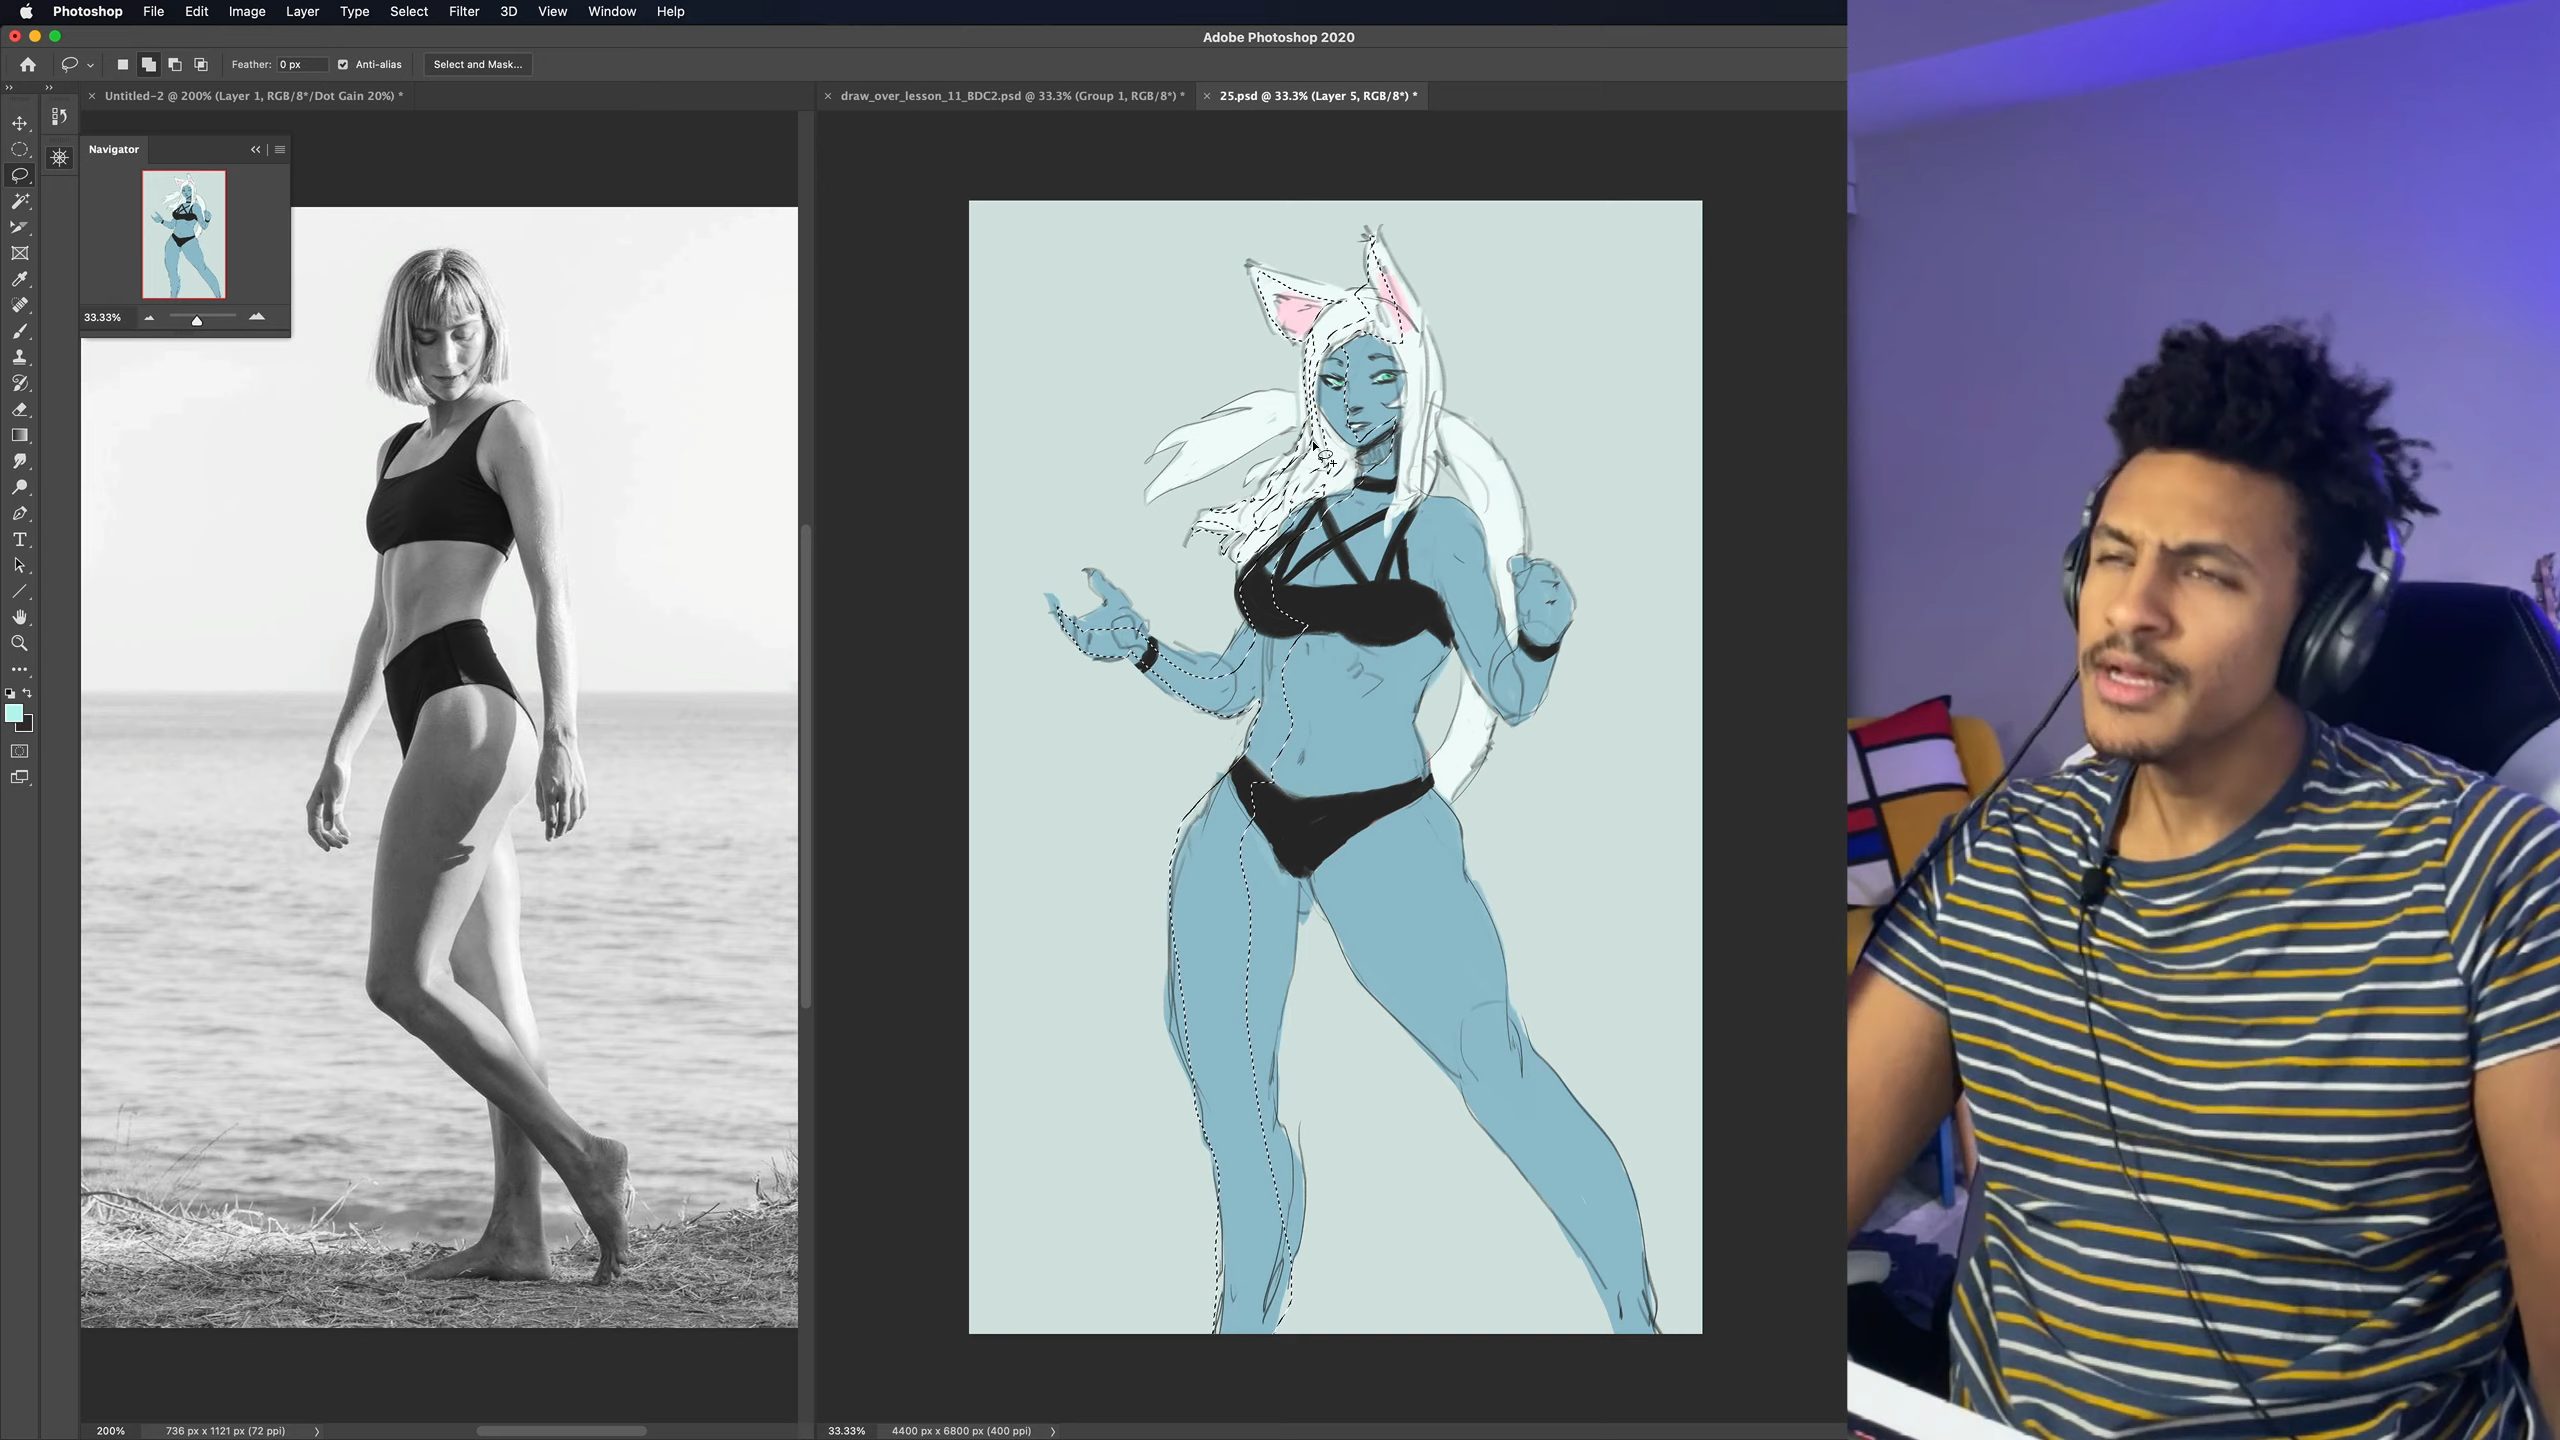 Photoshop File Edit Image Layer Type Select Filter 3D View Window Help
Adobe Photoshop 2020
Feather: 0 px Anti-alias Select and Mask...
Untitled-2 @ 200% (Layer 1, RGB/8*/Dot Gain 20%) *
draw_over_lesson_11_BDC2.psd @ 33.3% (Group 1, RGB/8*) *
25.psd @ 33.3% (Layer 5, RGB/8*) *
Navigator
33.33%
200% 736 px x 1121 px (72 ppi)
33.33% 4400 px x 6800 px (400 ppi)